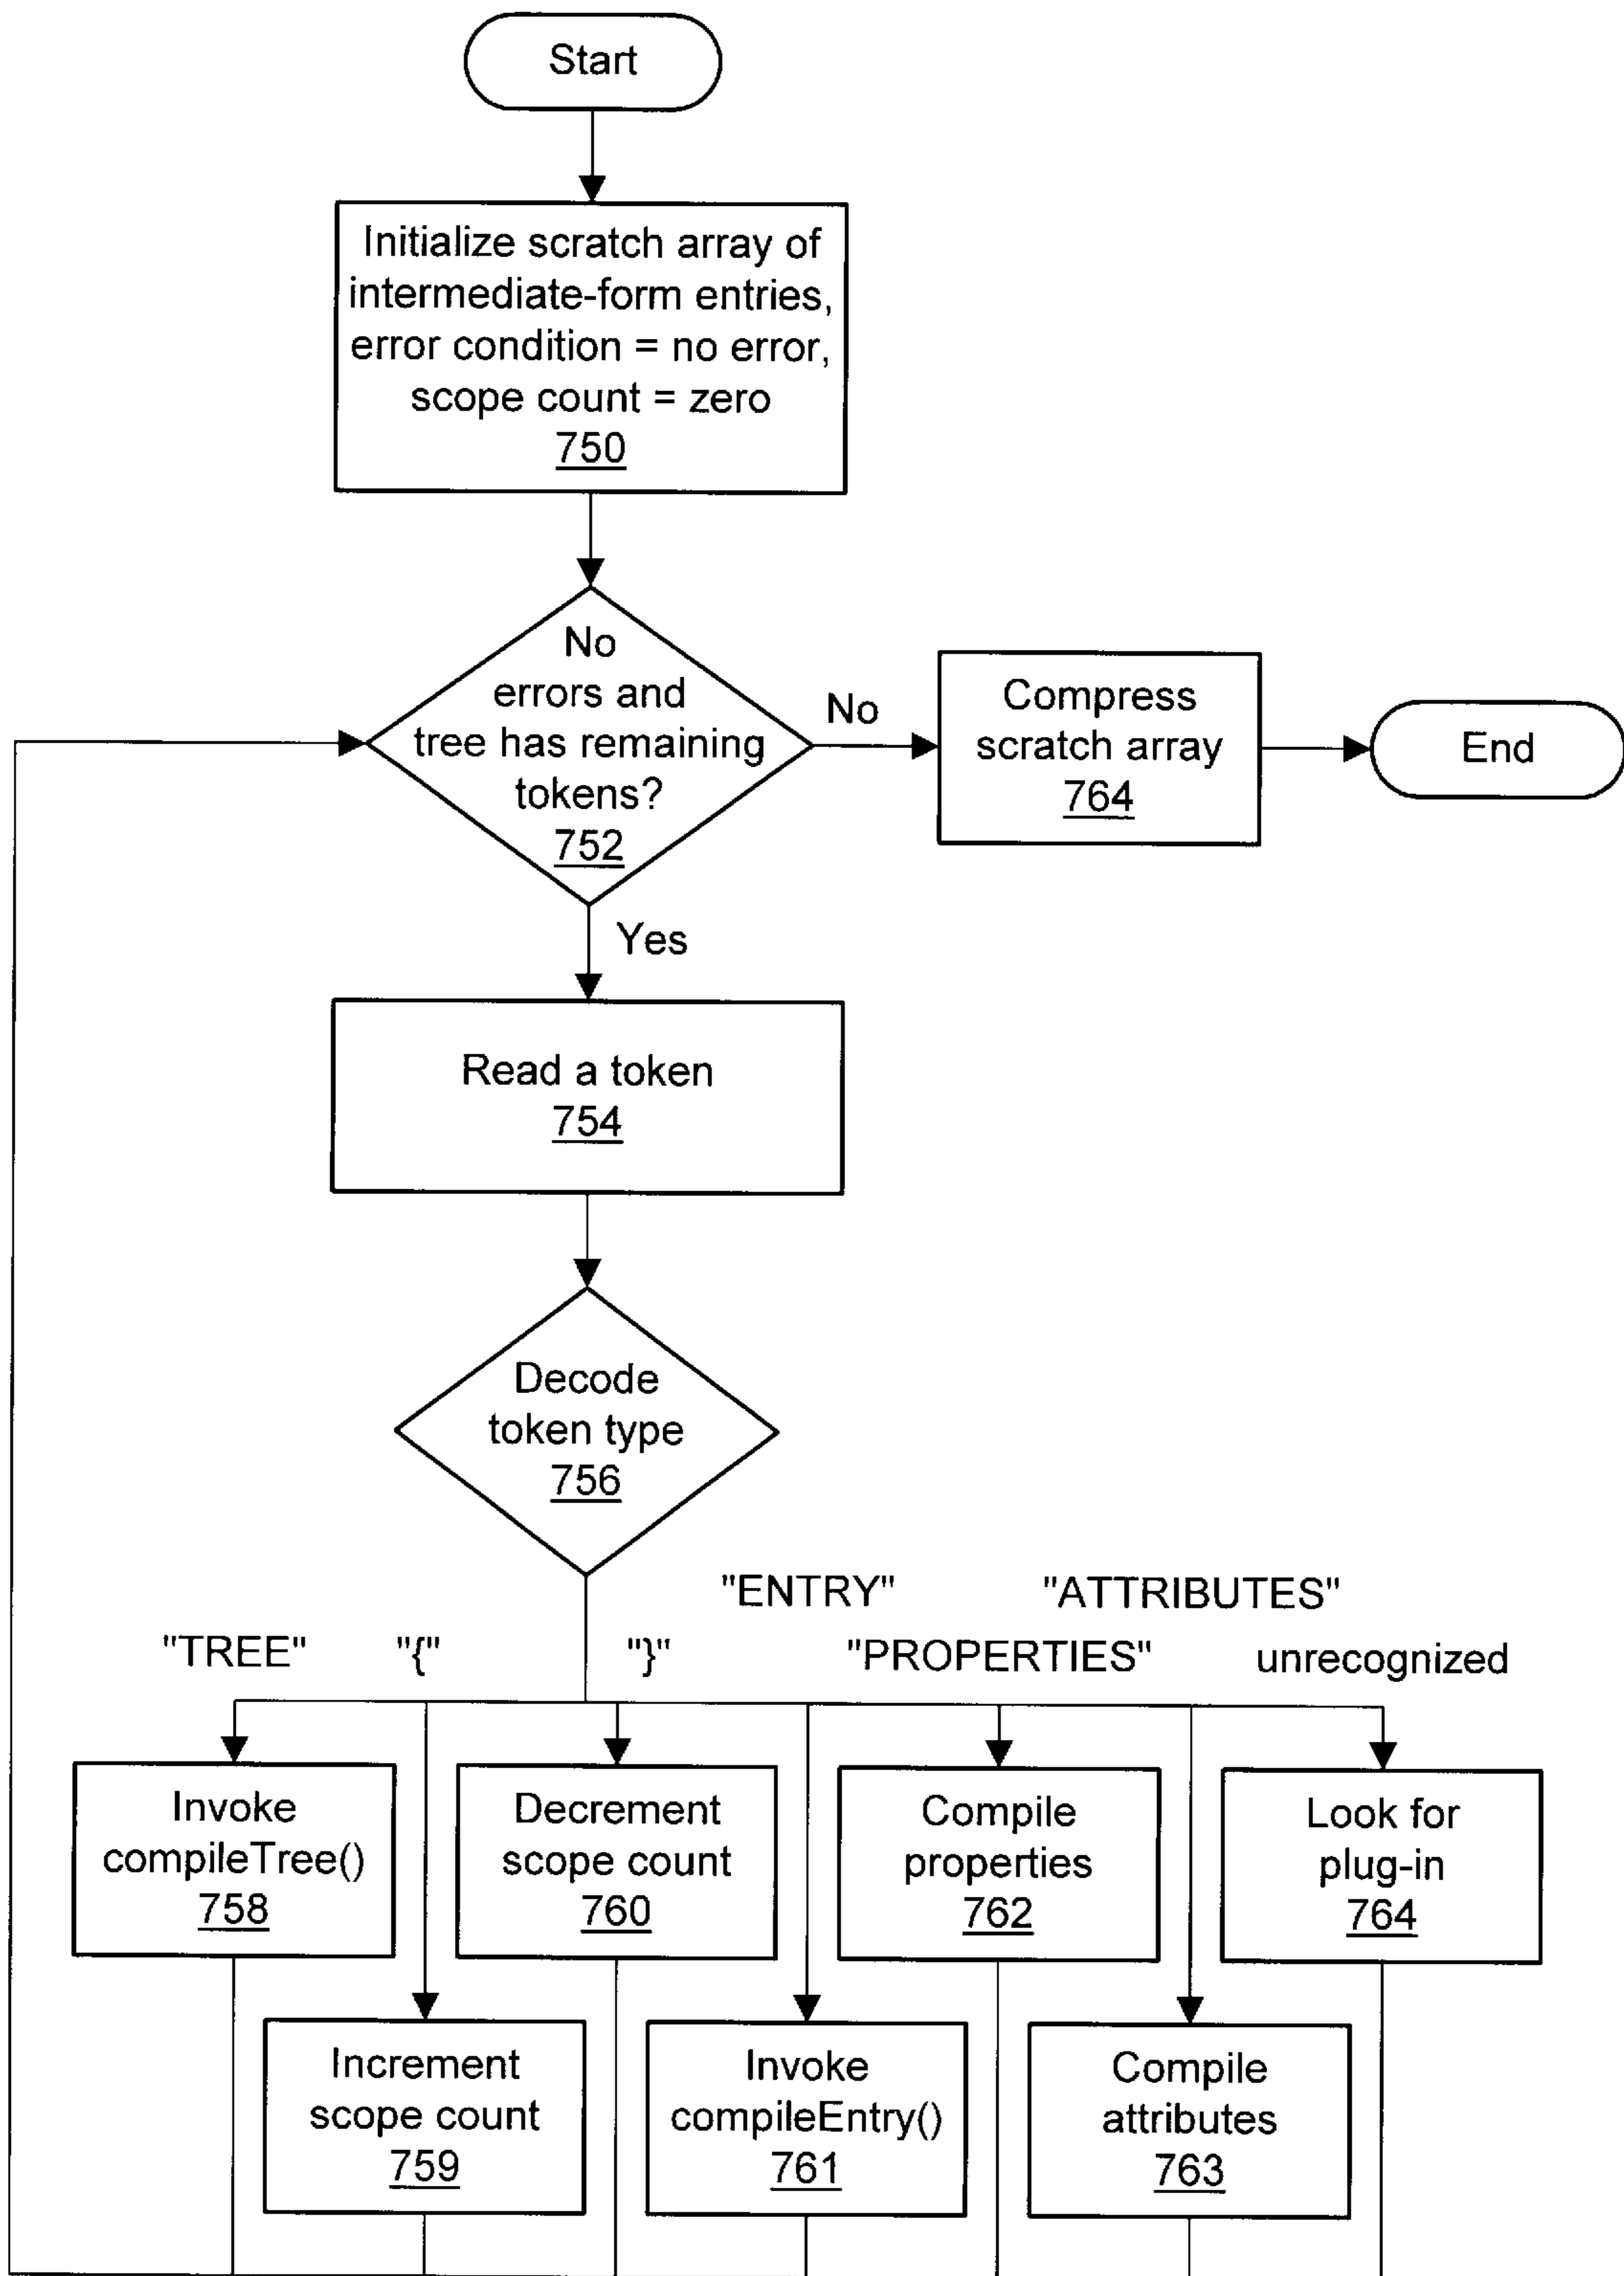 Start
Initialize scratch array of
intermediate-form entries,
error condition = no error,
scope count = zero
750
No
errors and
tree has remaining
tokens?
752
No
Compress
scratch array
764
End
Yes
Read a token
754
Decode
token type
756
"ENTRY"
"ATTRIBUTES"
"TREE"
"{"
"}"
"PROPERTIES"
unrecognized
Invoke
compileTree()
758
Decrement
scope count
760
Compile
properties
762
Look for
plug-in
764
Increment
scope count
759
Invoke
compileEntry()
761
Compile
attributes
763